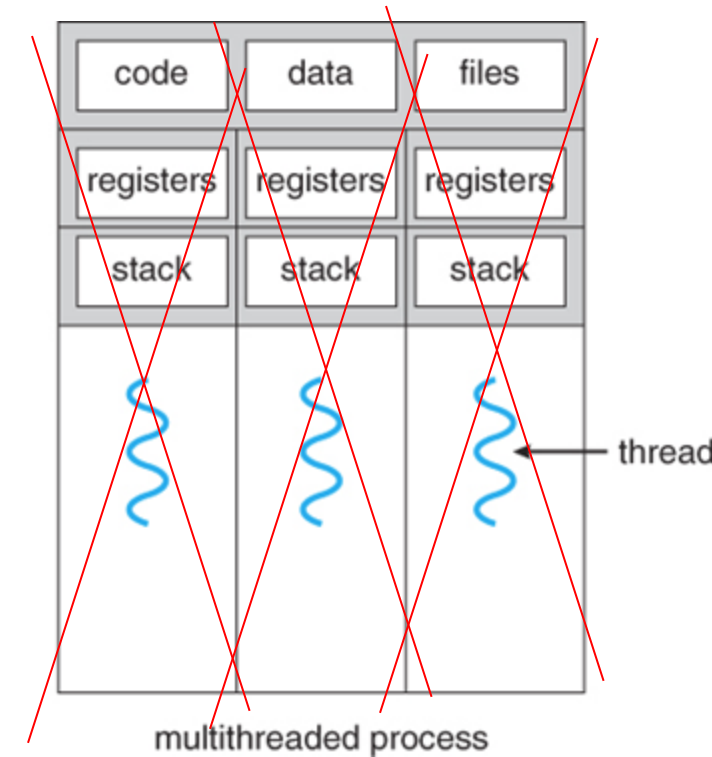 code data files
registers registers registers
stack stack stack
thread
multithreaded process